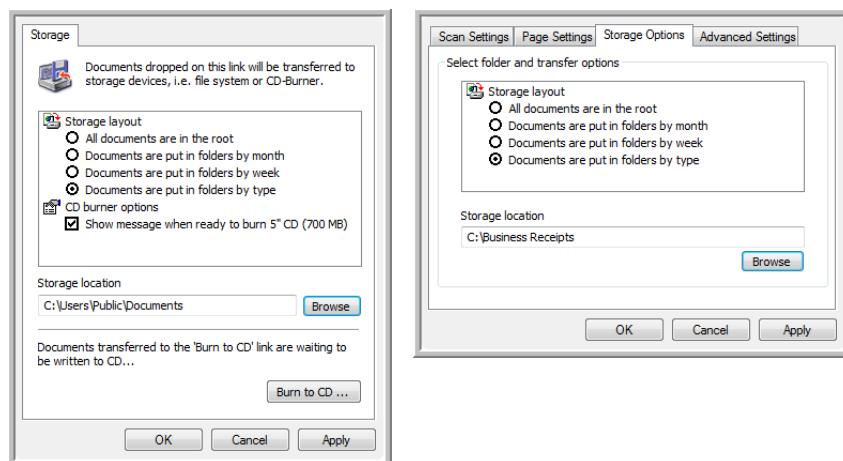 Storage
Documents dropped on this link will be transferred to
storage devices, i.e. file system or CD-Burner.
Storage layout
All documents are in the root
Documents are put in folders by month
Documents are put in folders by week
Documents are put in folders by type
CD burner options
Show message when ready to burn 5" CD (700 MB)
Storage location
C:\Users\Public\Documents
Browse
Documents transferred to the 'Burn to CD' link are waiting to
be written to CD...
Burn to CD ...
OK Cancel Apply
Scan Settings Page Settings Storage Options Advanced Settings
Select folder and transfer options
Storage layout
All documents are in the root
Documents are put in folders by month
Documents are put in folders by week
Documents are put in folders by type
Storage location
C:\Business Receipts
Browse
OK Cancel Apply